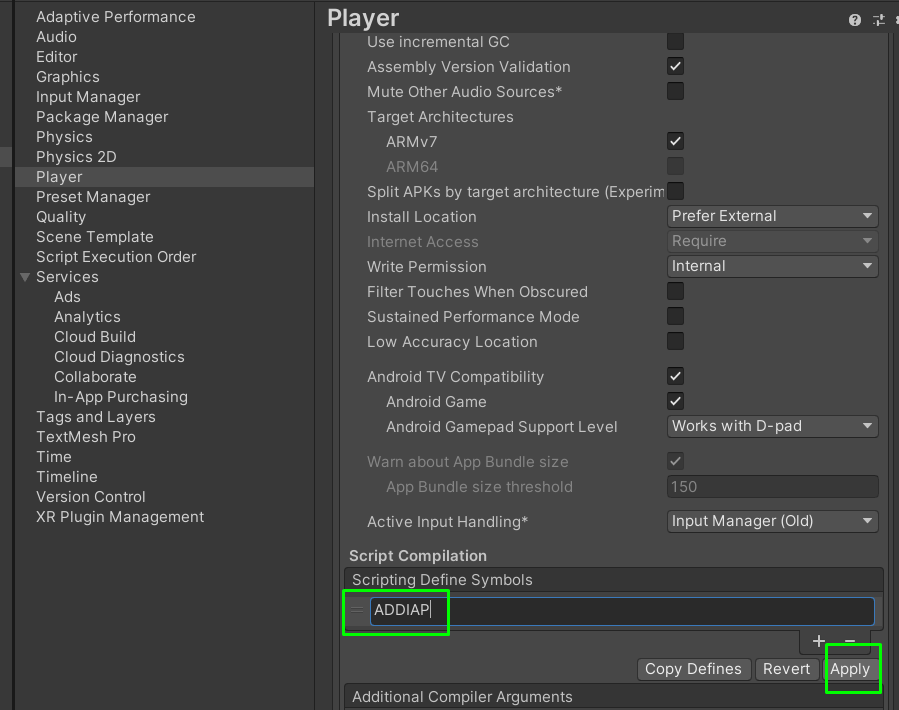 Adaptive Performance
Audio
Editor
Graphics
Input Manager
Package Manager
Physics
Physics 2D
Player
Preset Manager
Quality
Scene Template
Script Execution Order
Services
Ads
Analytics
Cloud Build
Cloud Diagnostics
Collaborate
In-App Purchasing
Tags and Layers
TextMesh Pro
Time
Timeline
Version Control
XR Plugin Management
Player
Use incremental GC
Assembly Version Validation
Mute Other Audio Sources*
Target Architectures
ARMv7
ARM64
Split APKs by target architecture (Experim
Install Location Prefer External
Internet Access Require
Write Permission Internal
Filter Touches When Obscured
Sustained Performance Mode
Low Accuracy Location
Android TV Compatibility
Android Game
Android Gamepad Support Level Works with D-pad
Warn about App Bundle size
App Bundle size threshold 150
Active Input Handling* Input Manager (Old)
Script Compilation
Scripting Define Symbols
ADDIAP
+ −
Copy Defines Revert Apply
Additional Compiler Arguments